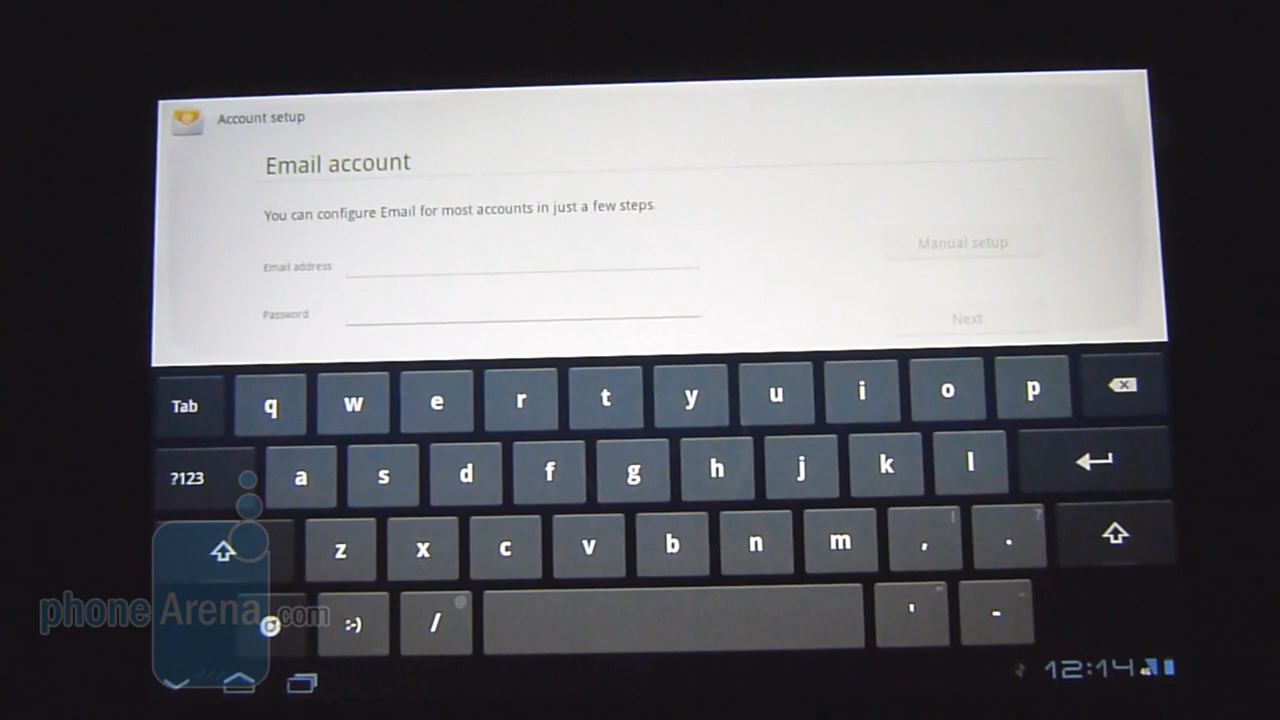 Account setup
Email account
You can configure Email for most accounts in just a few steps.
Manual setup
Email address
Password
Next
Tab q w e r t y u i o p
?123 a s d f g h j k l
z x c v b n m , ! . ?
:-) / @ ' " - _
phoneArena.com
12:14
4G